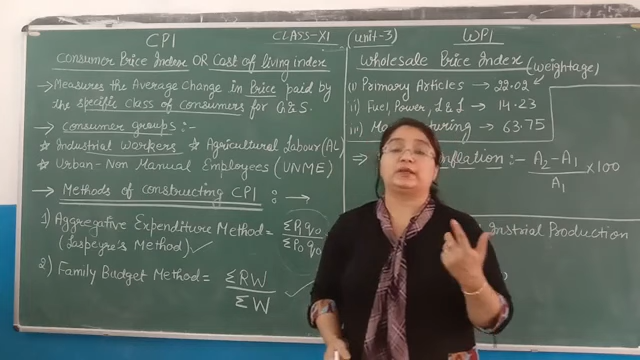 CPI
CLASS-XI
Consumer Price Index OR Cost of living index
→ Measures the Average Change in Price paid
by the specific class of consumers for G & S.
→ Consumer groups :-
☆ Industrial Workers ☆ Agricultural Labour (AL)
☆ Urban-Non Manual Employees (UNME)
→ Methods of constructing CPI :- →
1) Aggregative Expenditure Method = ΣP₁q₀ / ΣP₀q₀
(Laspeyre's Method) ✓
2) Family Budget Method = ΣRW / ΣW ✓
(unit-3)
WPI
Wholesale Price Index (weightage)
(i) Primary Articles → 22.02
ii) Fuel, Power, L & L → 14.23
iii) Ma ufacturing → 63.75
⇒ Inflation :- A₂ - A₁ / A₁ × 100
Production